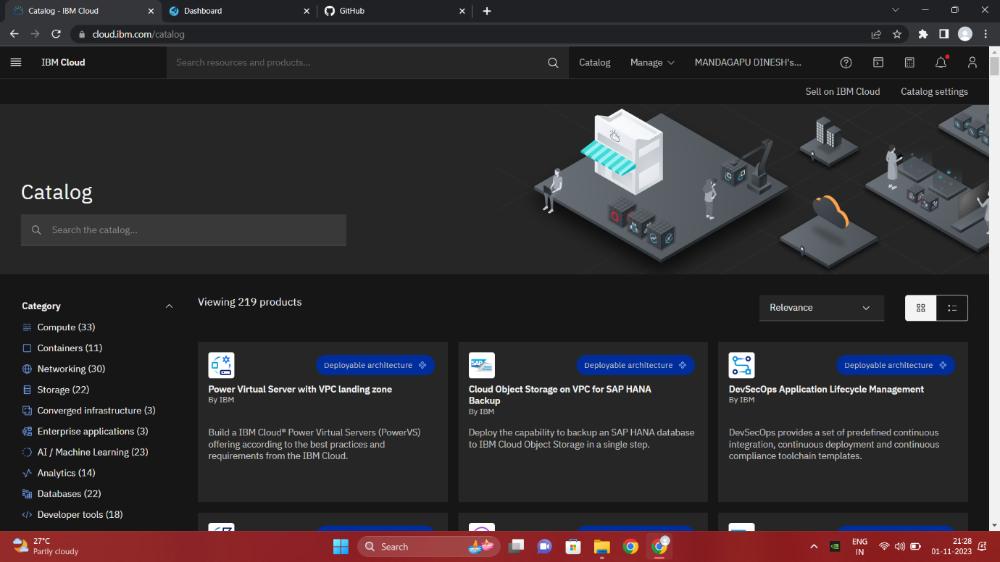 Catalog - IBM Cloud
Dashboard
GitHub
cloud.ibm.com/catalog
IBM Cloud
Search resources and products...
Catalog
Manage
MANDAGAPU DINESH's...
Sell on IBM Cloud
Catalog settings
Catalog
Search the catalog...
Category
Compute (33)
Containers (11)
Networking (30)
Storage (22)
Converged infrastructure (3)
Enterprise applications (3)
AI / Machine Learning (23)
Analytics (14)
Databases (22)
Developer tools (18)
Viewing 219 products
Relevance
Deployable architecture
Power Virtual Server with VPC landing zone
By IBM
Build a IBM Cloud® Power Virtual Servers (PowerVS)
offering according to the best practices and
requirements from the IBM Cloud.
SAP
Deployable architecture
Cloud Object Storage on VPC for SAP HANA
Backup
By IBM
Deploy the capability to backup an SAP HANA database
to IBM Cloud Object Storage in a single step.
Deployable architecture
DevSecOps Application Lifecycle Management
By IBM
DevSecOps provides a set of predefined continuous
integration, continuous deployment and continuous
compliance toolchain templates.
27°C
Partly cloudy
Search
ENG
IN
21:28
01-11-2023